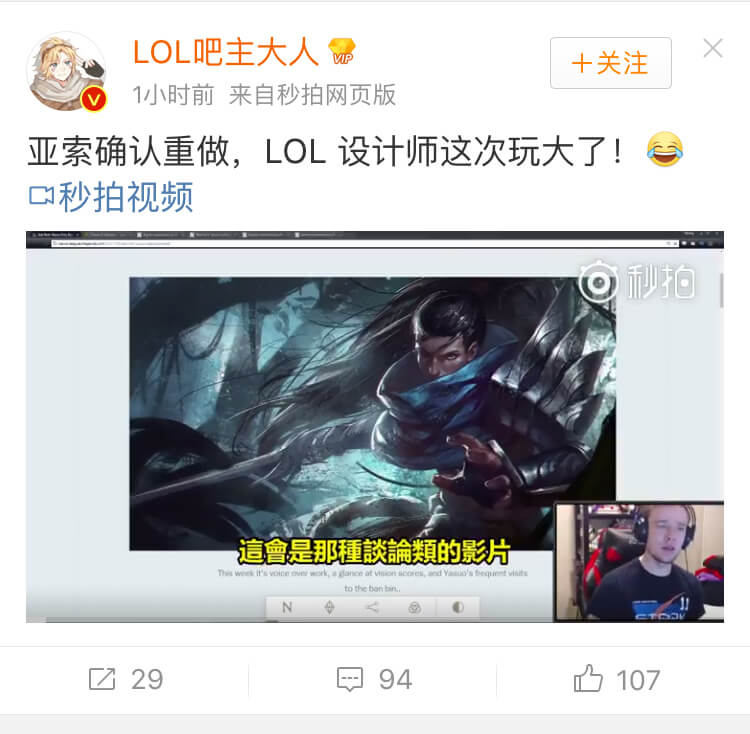 LOL吧主大人
VIP
1小时前 来自秒拍网页版
+关注
亚索确认重做，LOL 设计师这次玩大了！😂
秒拍视频
秒拍
這會是那種談論類的影片
This week it's voice over work, a glance at vision scores, and Yasuo's frequent visits
to the ban bin..
N
11
29
94
107